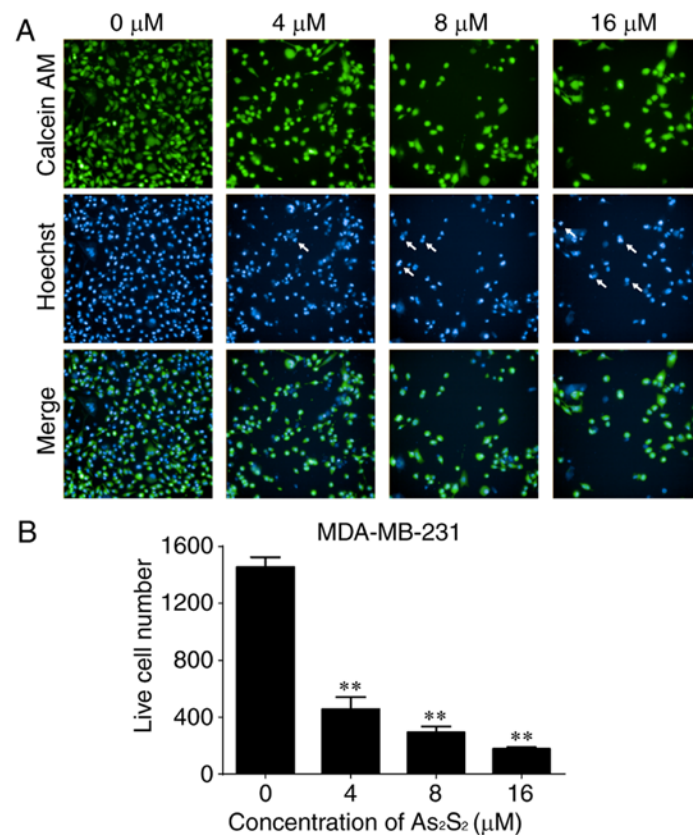 A
0 μM 4 μM 8 μM 16 μM
Calcein AM
Hoechst
Merge
B
MDA-MB-231
Live cell number
1600
1200
800
400
0
**
**
**
0 4 8 16
Concentration of As₂S₂ (μM)